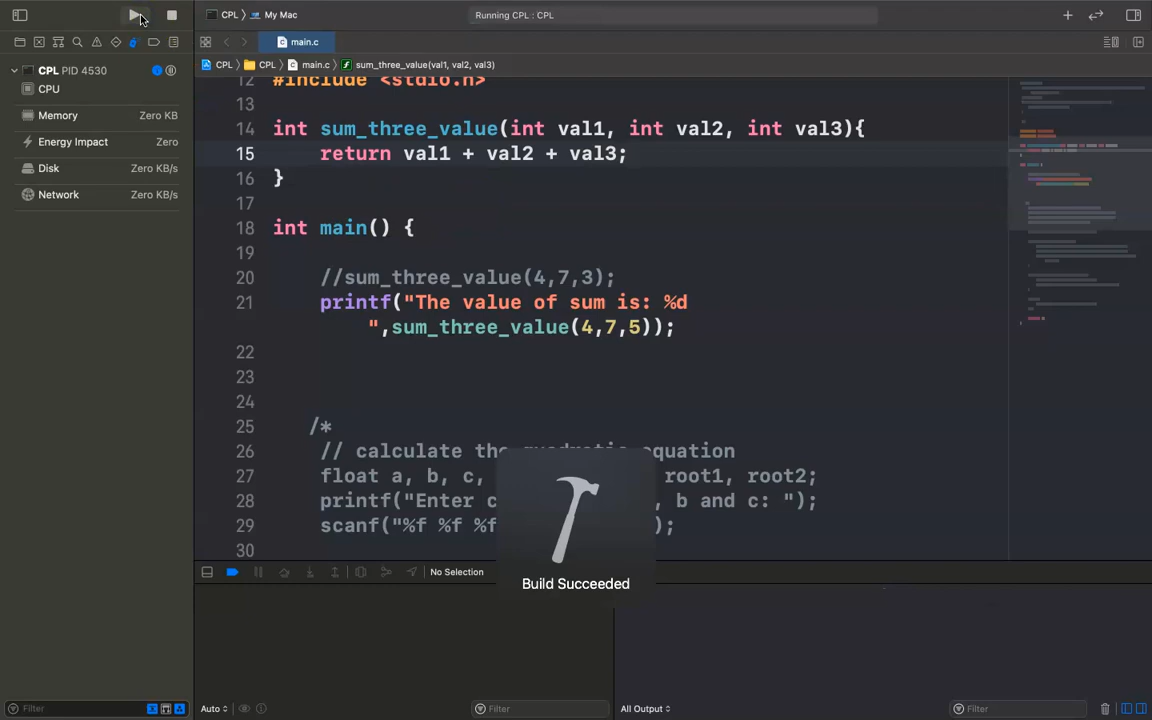 CPL 〉 My Mac
Running CPL : CPL
main.c
CPL PID 4530
CPL 〉 CPL 〉 main.c 〉 sum_three_value(val1, val2, val3)
CPU
Memory Zero KB
Energy Impact Zero
Disk Zero KB/s
Network Zero KB/s
12 #include <stdio.h>
13
14 int sum_three_value(int val1, int val2, int val3){
15 return val1 + val2 + val3;
16 }
17
18 int main() {
19
20 //sum_three_value(4,7,3);
21 printf("The value of sum is: %d
",sum_three_value(4,7,5));
22
23
24
25 /*
26 // calculate the quadratic equation
27 float a, b, c, root1, root2;
28 printf("Enter c , b and c: ");
29 scanf("%f %f %f );
30
Build Succeeded
No Selection
Filter
Auto
Filter
All Output
Filter